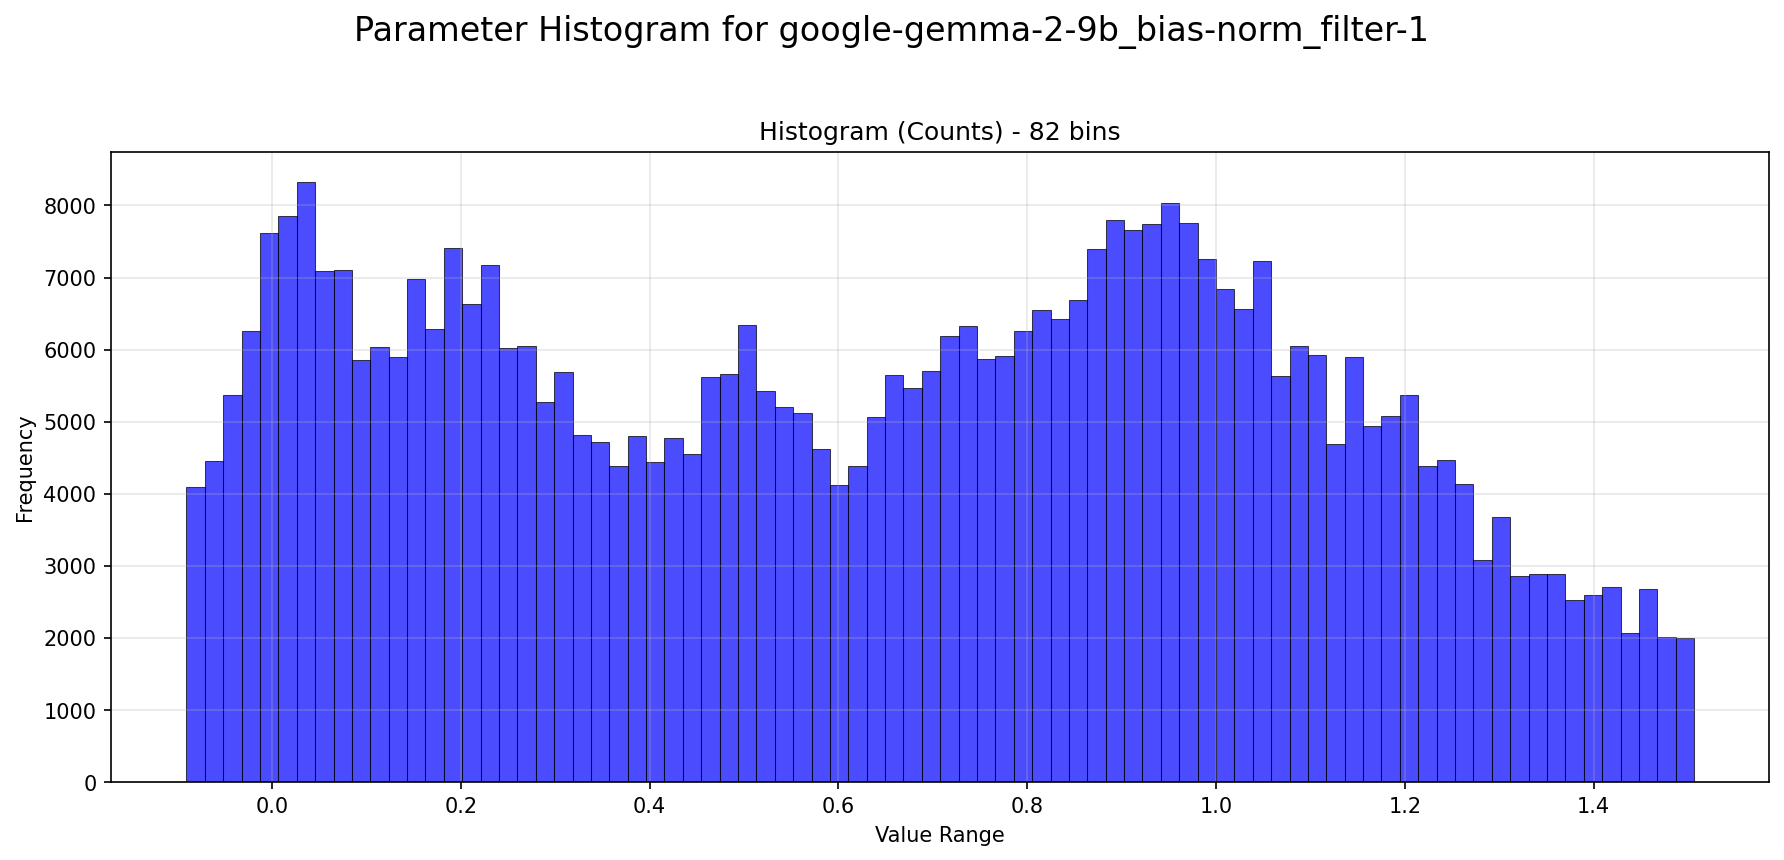 Parameter Histogram for google-gemma-2-9b_bias-norm_filter-1
Histogram (Counts) - 82 bins
8000
7000
6000
5000
4000
3000
2000
1000
0
Frequency
0.0 0.2 0.4 0.6 0.8 1.0 1.2 1.4
Value Range